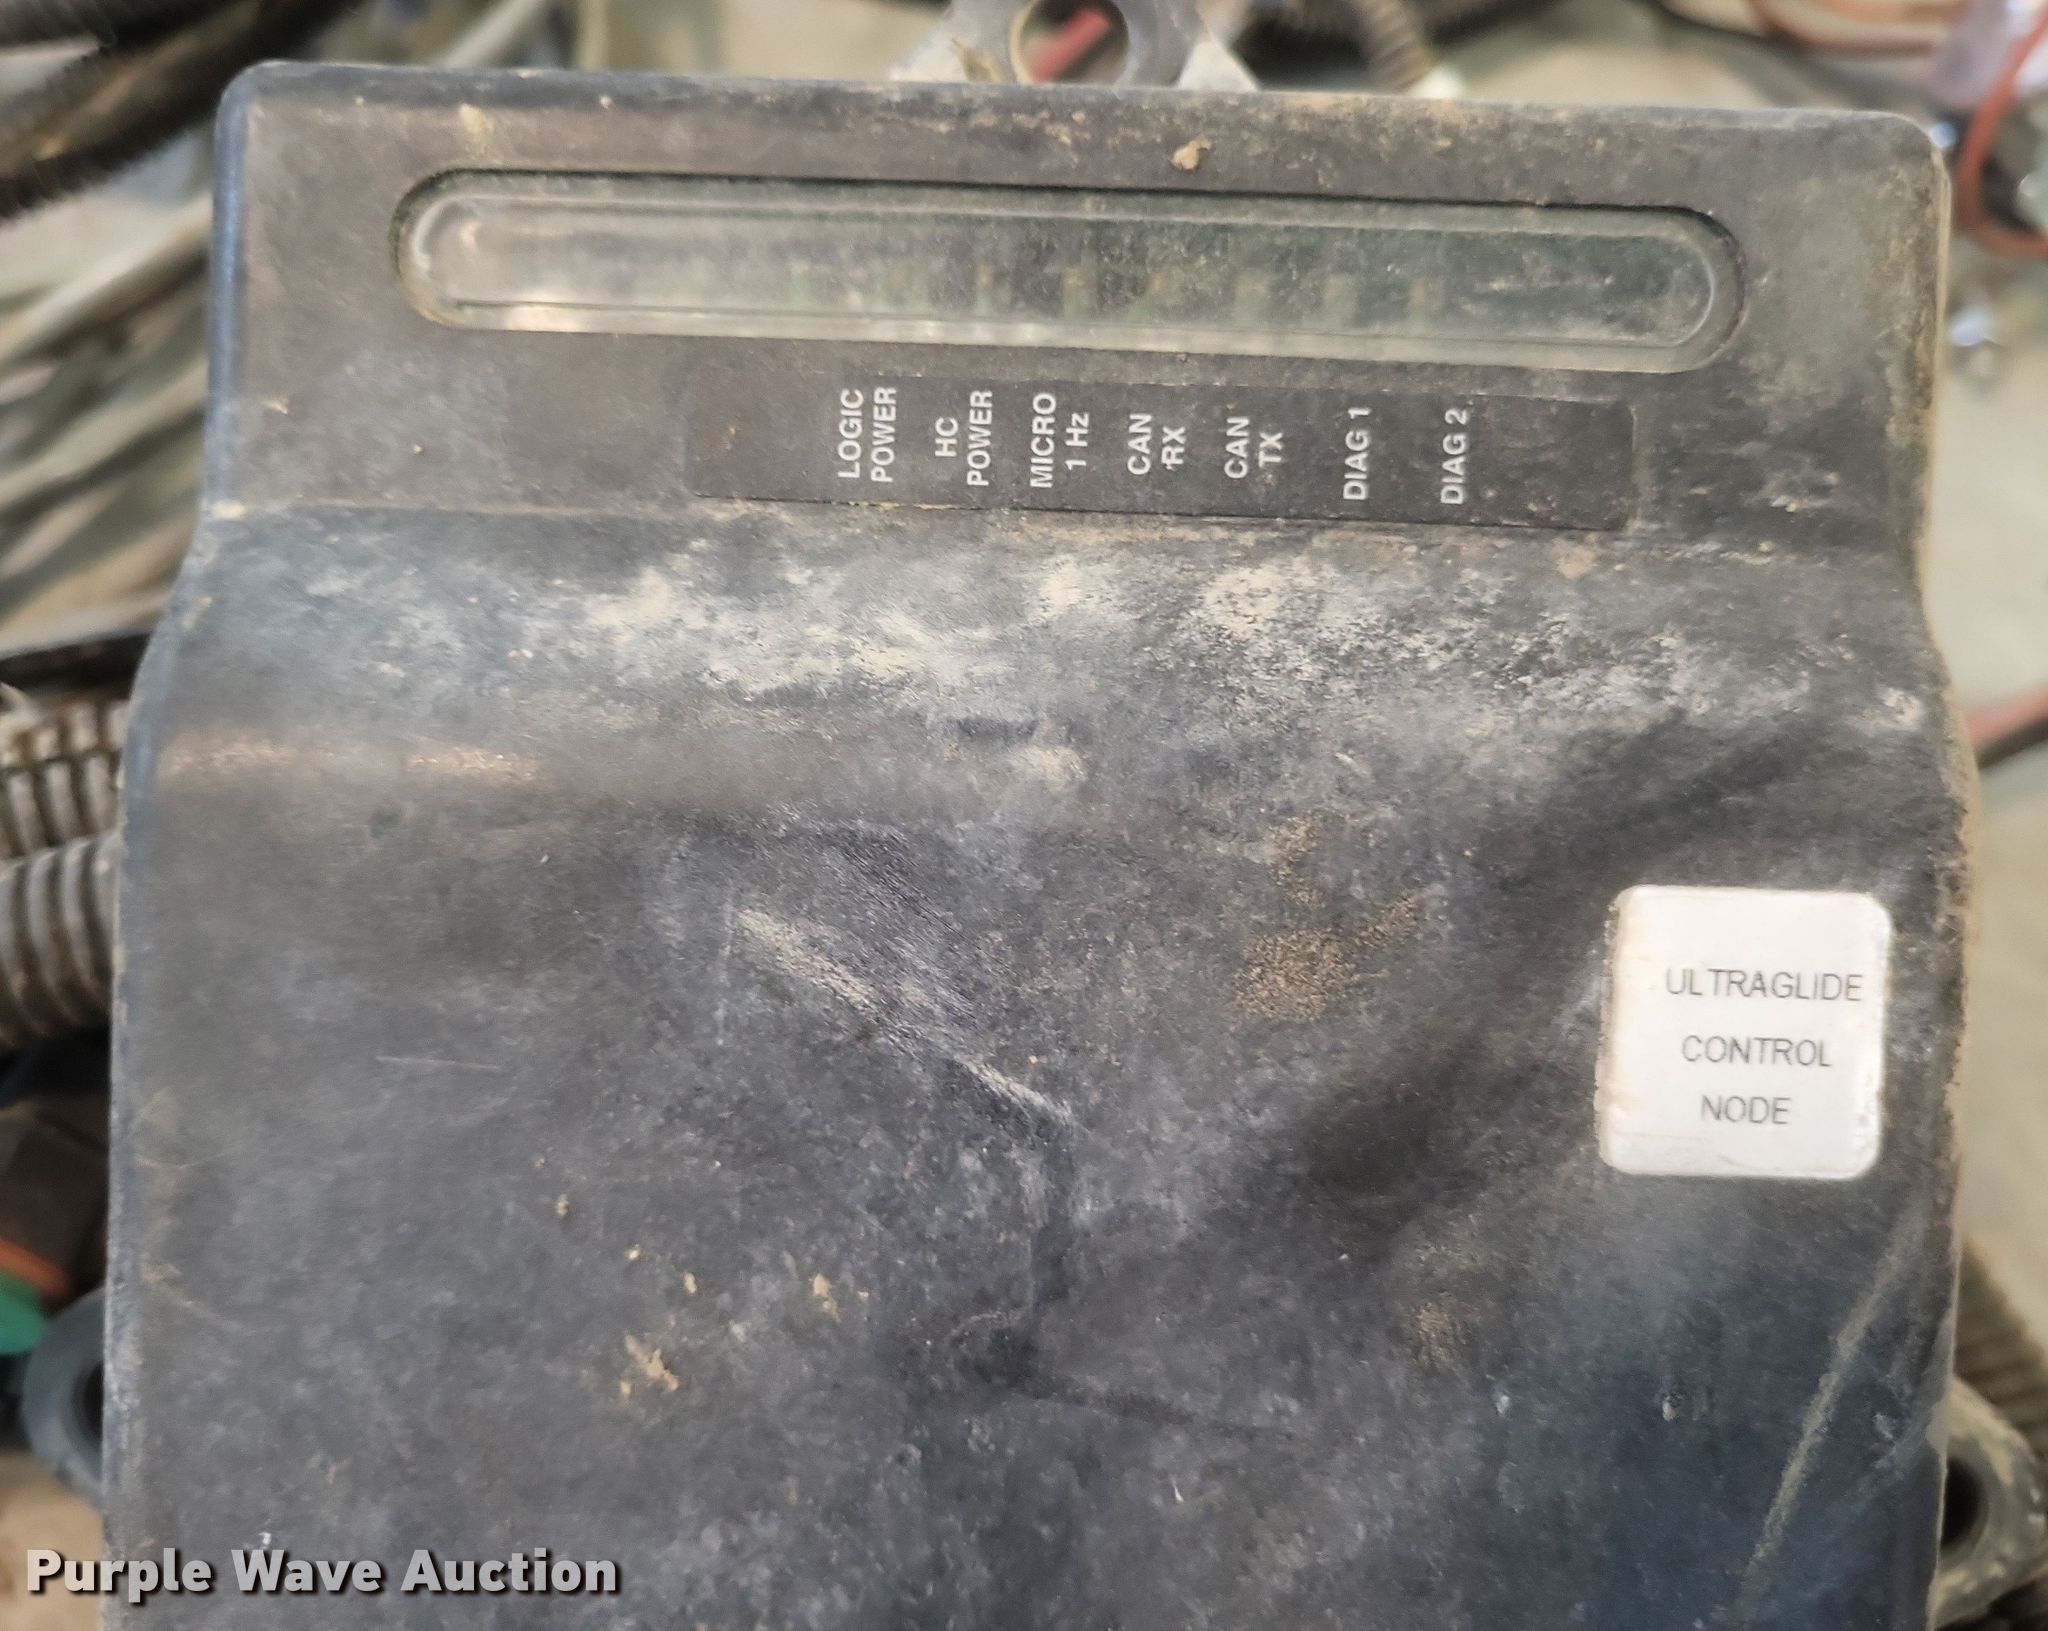 LOGIC
POWER
HC
POWER
MICRO
1 Hz
CAN
RX
CAN
TX
DIAG 1
DIAG 2
ULTRAGLIDE
CONTROL
NODE
Purple Wave Auction